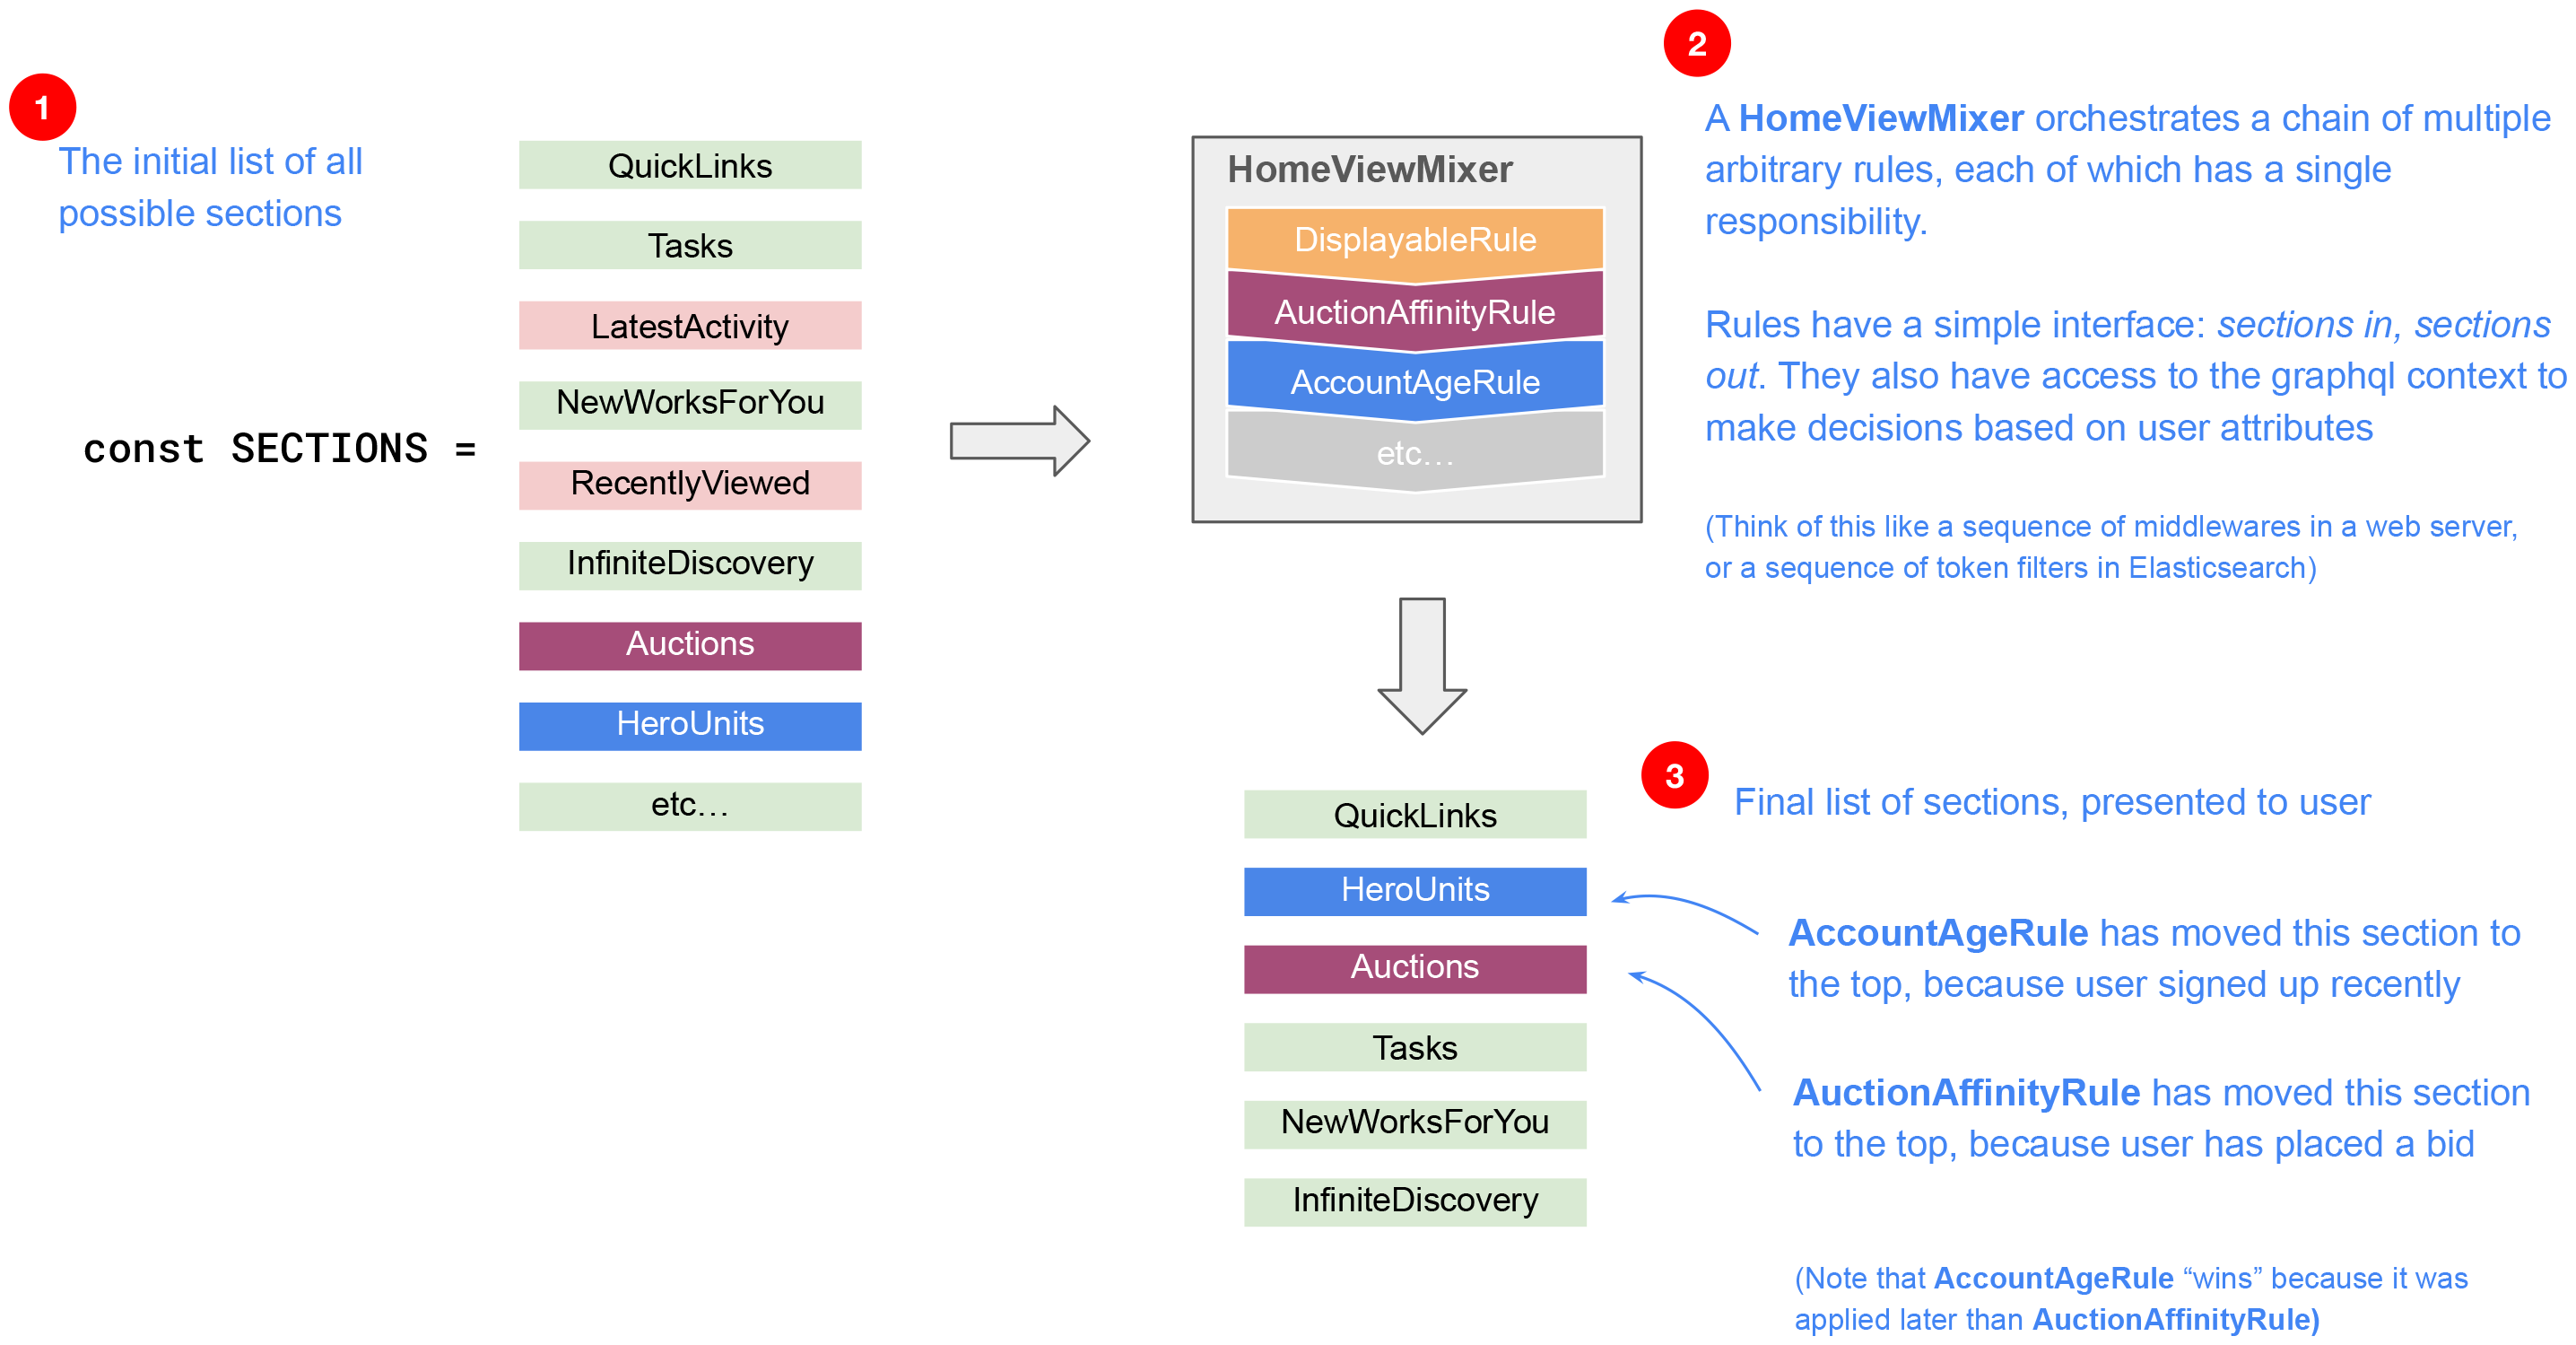 1
The initial list of all
possible sections
const SECTIONS =
QuickLinks
Tasks
LatestActivity
NewWorksForYou
RecentlyViewed
InfiniteDiscovery
Auctions
HeroUnits
etc…
HomeViewMixer
DisplayableRule
AuctionAffinityRule
AccountAgeRule
etc…
2
A HomeViewMixer orchestrates a chain of multiple
arbitrary rules, each of which has a single
responsibility.
Rules have a simple interface: sections in, sections
out. They also have access to the graphql context to
make decisions based on user attributes
(Think of this like a sequence of middlewares in a web server,
or a sequence of token filters in Elasticsearch)
3
Final list of sections, presented to user
QuickLinks
HeroUnits
Auctions
Tasks
NewWorksForYou
InfiniteDiscovery
AccountAgeRule has moved this section to
the top, because user signed up recently
AuctionAffinityRule has moved this section
to the top, because user has placed a bid
(Note that AccountAgeRule “wins” because it was
applied later than AuctionAffinityRule)